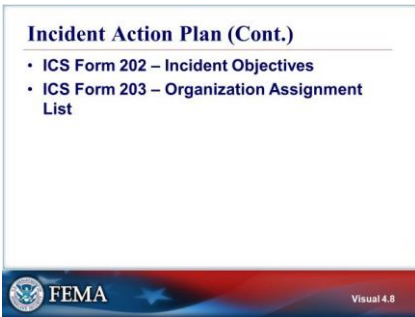 Incident Action Plan (Cont.)
• ICS Form 202 – Incident Objectives
• ICS Form 203 – Organization Assignment
List
FEMA
Visual 4.8